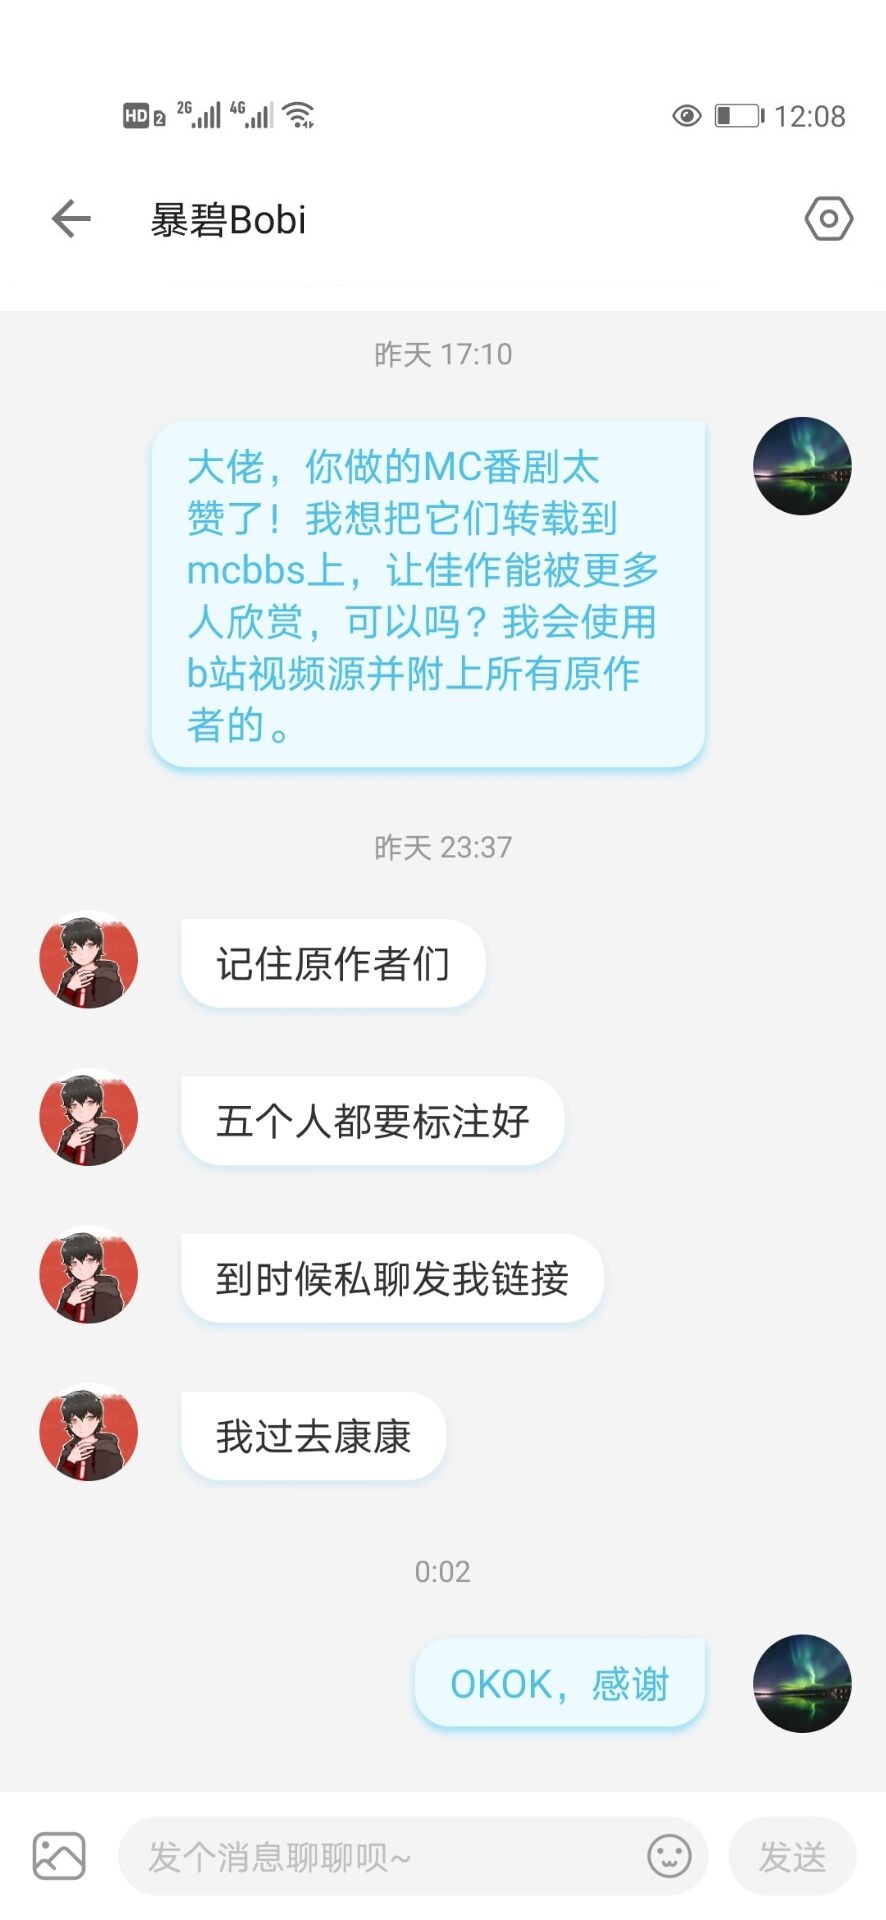 HD 2 2G 4G 12:08
暴碧Bobi
昨天 17:10
大佬，你做的MC番剧太
赞了！我想把它们转载到
mcbbs上，让佳作能被更多
人欣赏，可以吗？我会使用
b站视频源并附上所有原作
者的。
昨天 23:37
记住原作者们
五个人都要标注好
到时候私聊发我链接
我过去康康
0:02
OKOK，感谢
发个消息聊聊呗~
发送